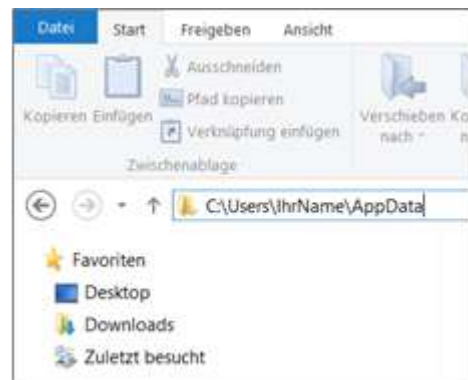 Datei Start Freigeben Ansicht
Ausschneiden
Pfad kopieren
Kopieren Einfügen Verknüpfung einfügen
Verschieben
nach
Zwischenablage
C:\Users\IhrName\AppData
Favoriten
Desktop
Downloads
Zuletzt besucht